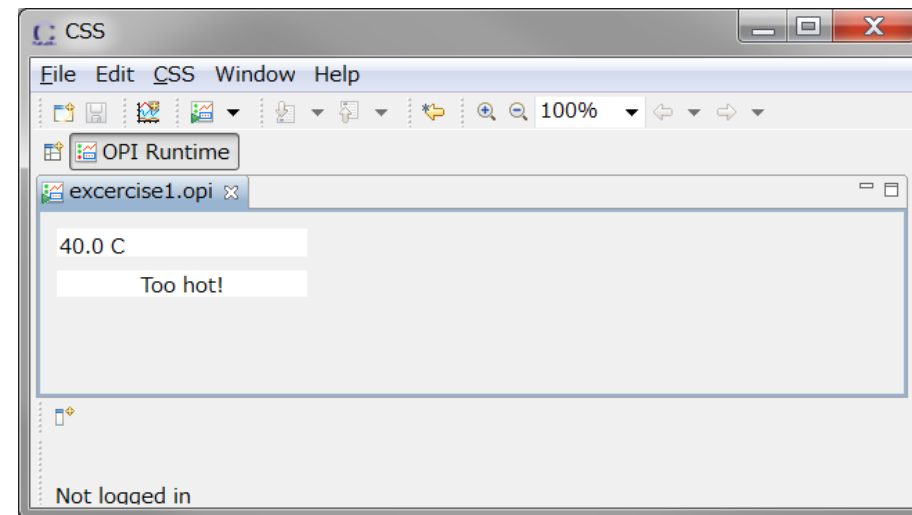 CSS
File Edit CSS Window Help
100%
OPI Runtime
excercise1.opi
40.0 C
Too hot!
Not logged in